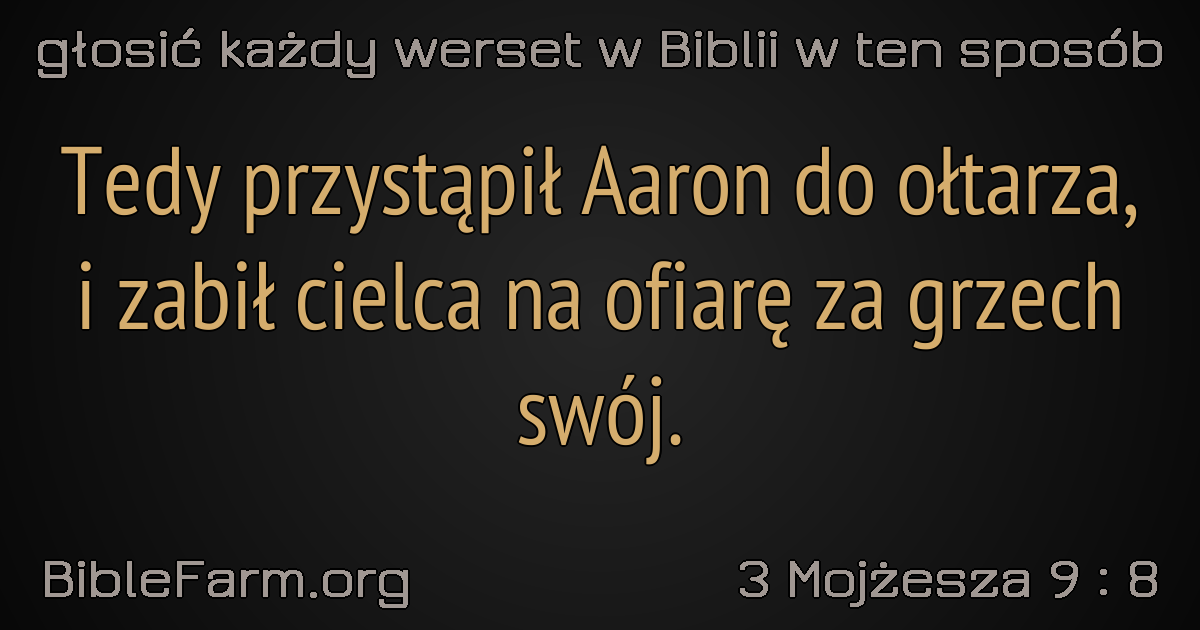 głosić każdy werset w Biblii w ten sposób
Tedy przystąpił Aaron do ołtarza,
i zabił cielca na ofiarę za grzech
swój.
BibleFarm.org
3 Mojżesza 9 : 8